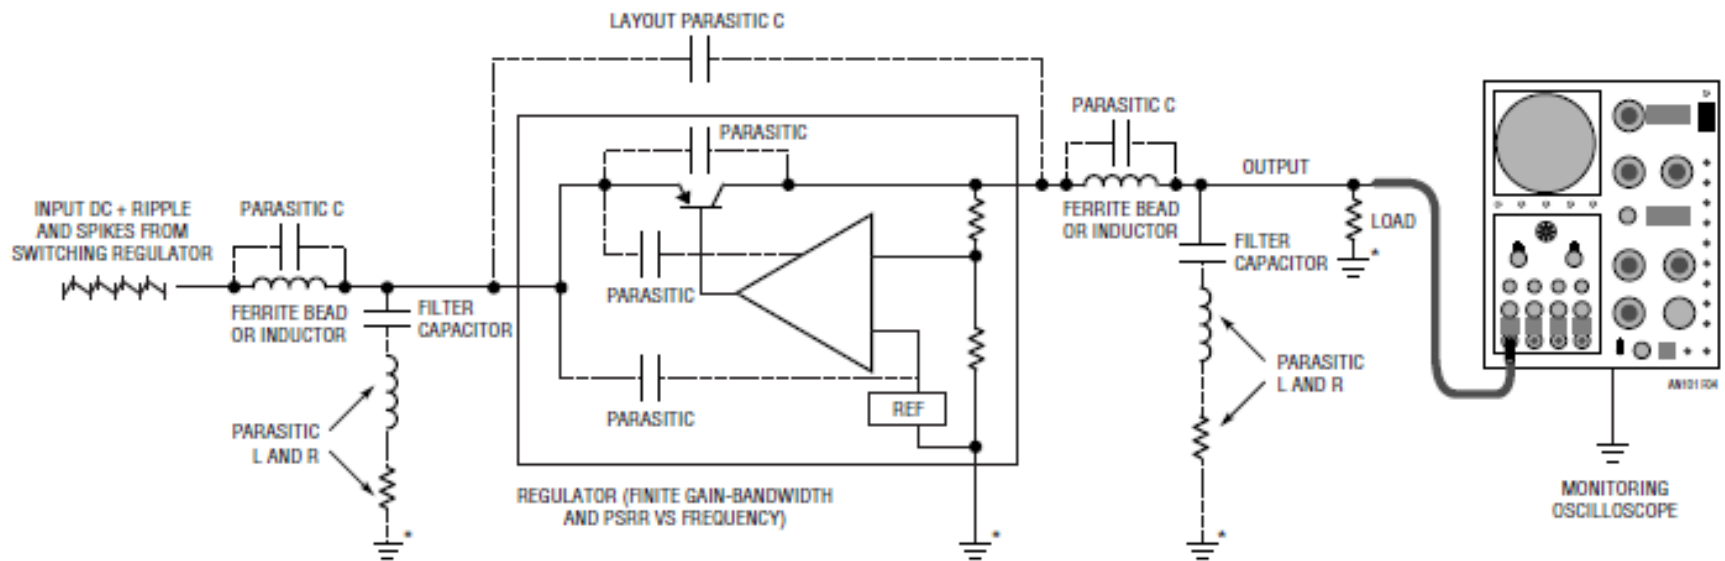 LAYOUT PARASITIC C
PARASITIC
PARASITIC C
OUTPUT
INPUT DC + RIPPLE
AND SPIKES FROM
SWITCHING REGULATOR
PARASITIC C
FERRITE BEAD
OR INDUCTOR
LOAD
*
FILTER
CAPACITOR
PARASITIC
FERRITE BEAD
OR INDUCTOR
FILTER
CAPACITOR
PARASITIC
L AND R
AN101 F04
REF
PARASITIC
PARASITIC
L AND R
REGULATOR (FINITE GAIN-BANDWIDTH
AND PSRR VS FREQUENCY)
MONITORING
OSCILLOSCOPE
*
*
*